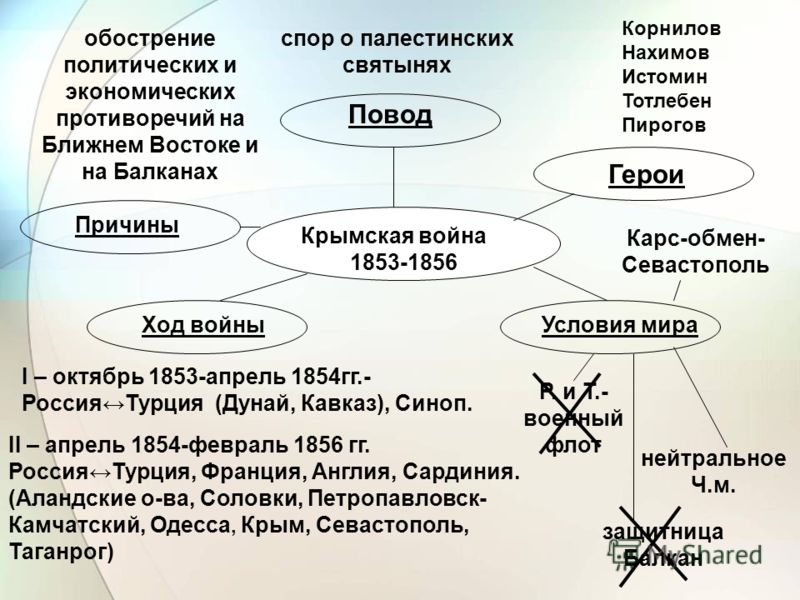 обострение
политических и
экономических
противоречий на
Ближнем Востоке и
на Балканах
спор о палестинских
святынях
Корнилов
Нахимов
Истомин
Тотлебен
Пирогов
Повод
Герои
Причины
Крымская война
1853-1856
Карс-обмен-
Севастополь
Ход войны
Условия мира
I – октябрь 1853-апрель 1854гг.-
Россия↔Турция (Дунай, Кавказ), Синоп.
II – апрель 1854-февраль 1856 гг.
Россия↔Турция, Франция, Англия, Сардиния.
(Аландские о-ва, Соловки, Петропавловск-
Камчатский, Одесса, Крым, Севастополь,
Таганрог)
Р. и Т.-
военный
флот
нейтральное
Ч.м.
защитница
Балкан
MyShared